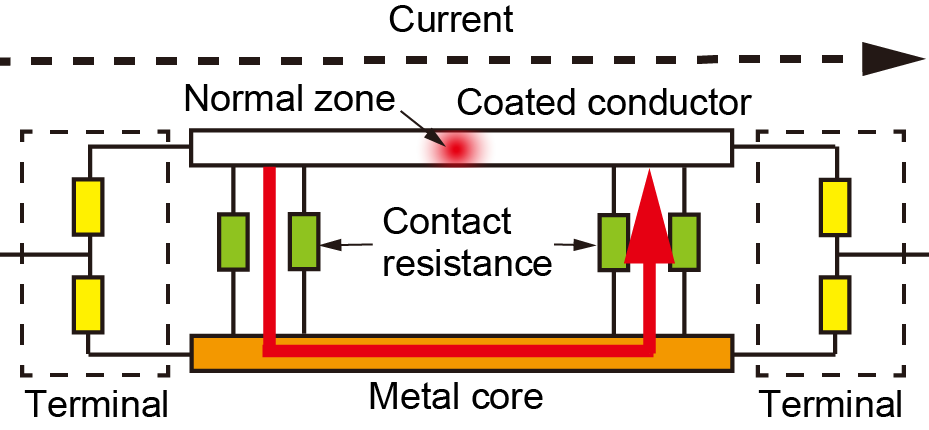 Current
Normal zone
Coated conductor
Contact
resistance
Metal core
Terminal
Terminal